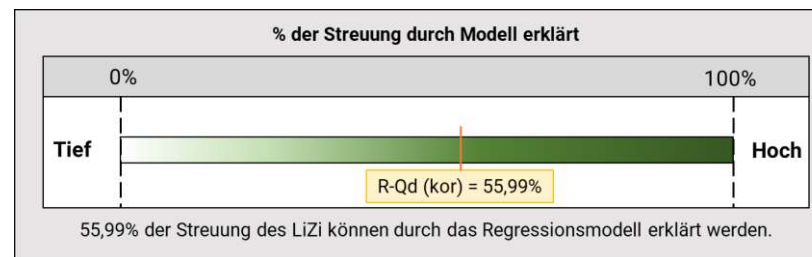 % der Streuung durch Modell erklärt
0% 100%
Tief Hoch
R-Qd (kor) = 55,99%
55,99% der Streuung des LiZi können durch das Regressionsmodell erklärt werden.